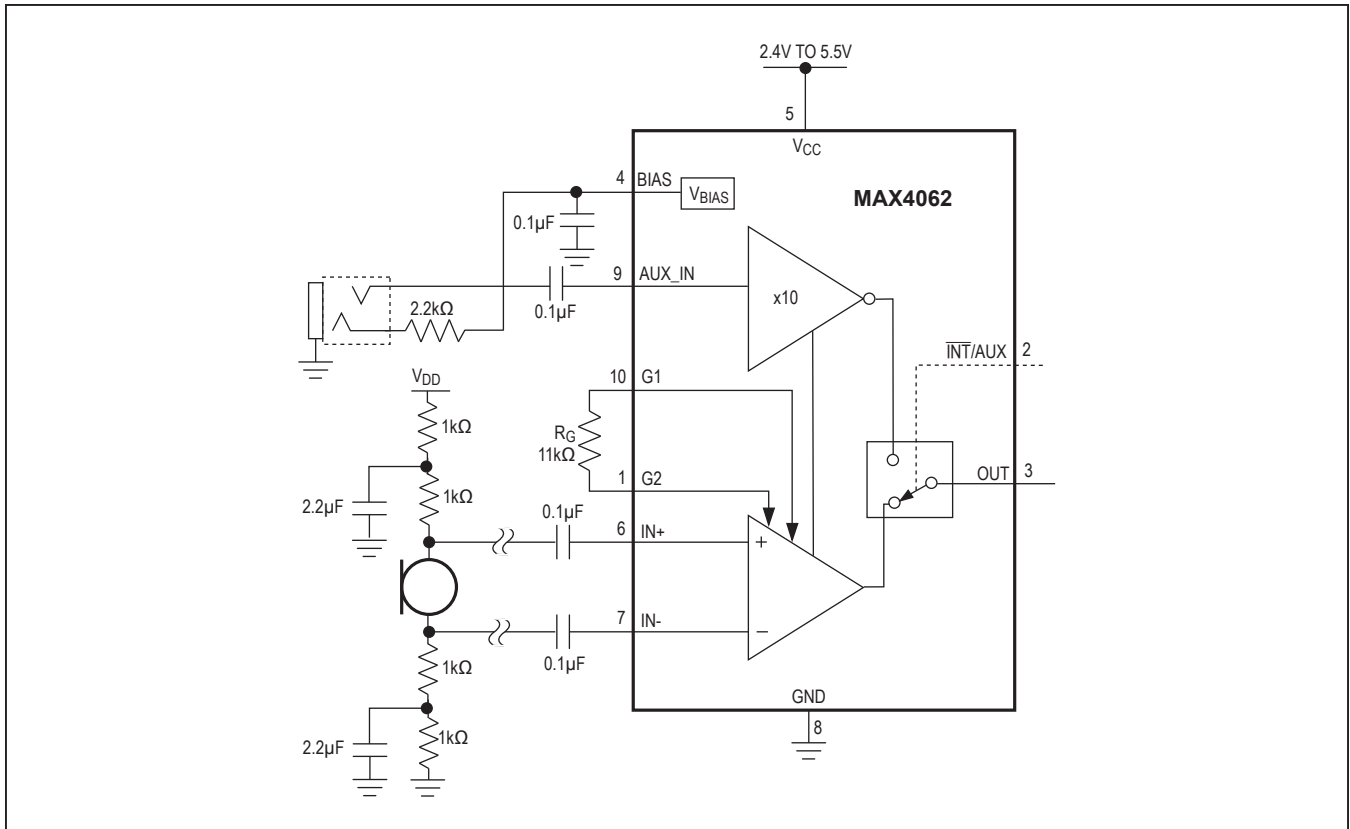 2.4V TO 5.5V
5
VCC
MAX4062
4 BIAS
VBIAS
0.1µF
9 AUX_IN
0.1µF
x10
2.2kΩ
INT/AUX 2
VDD
10 G1
1kΩ
RG
11kΩ
OUT 3
1 G2
1kΩ
2.2µF
0.1µF
6 IN+
+
7 IN-
−
0.1µF
1kΩ
GND
8
1kΩ
2.2µF